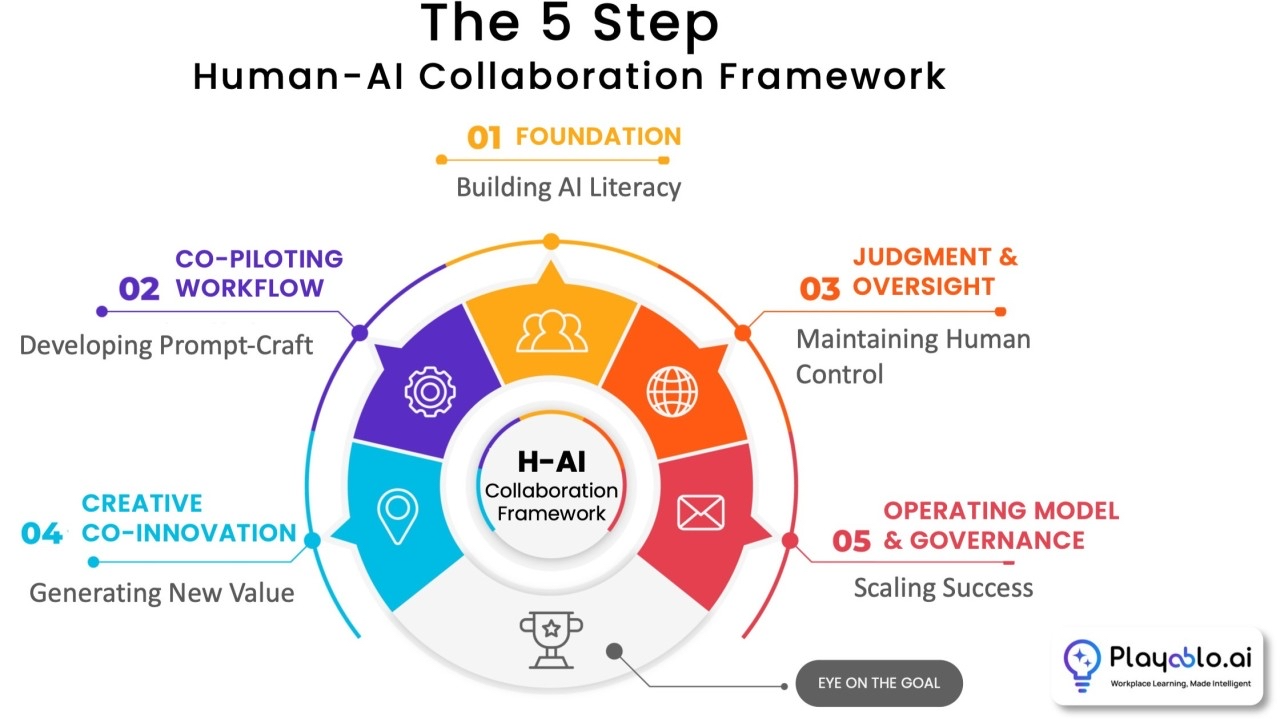 The 5 Step
Human-AI Collaboration Framework
01 FOUNDATION
Building AI Literacy
02 CO-PILOTING
WORKFLOW
Developing Prompt-Craft
03 JUDGMENT &
OVERSIGHT
Maintaining Human
Control
04 CREATIVE
CO-INNOVATION
Generating New Value
05 OPERATING MODEL
& GOVERNANCE
Scaling Success
H-AI
Collaboration
Framework
EYE ON THE GOAL
Playablo.ai
Workplace Learning, Made Intelligent